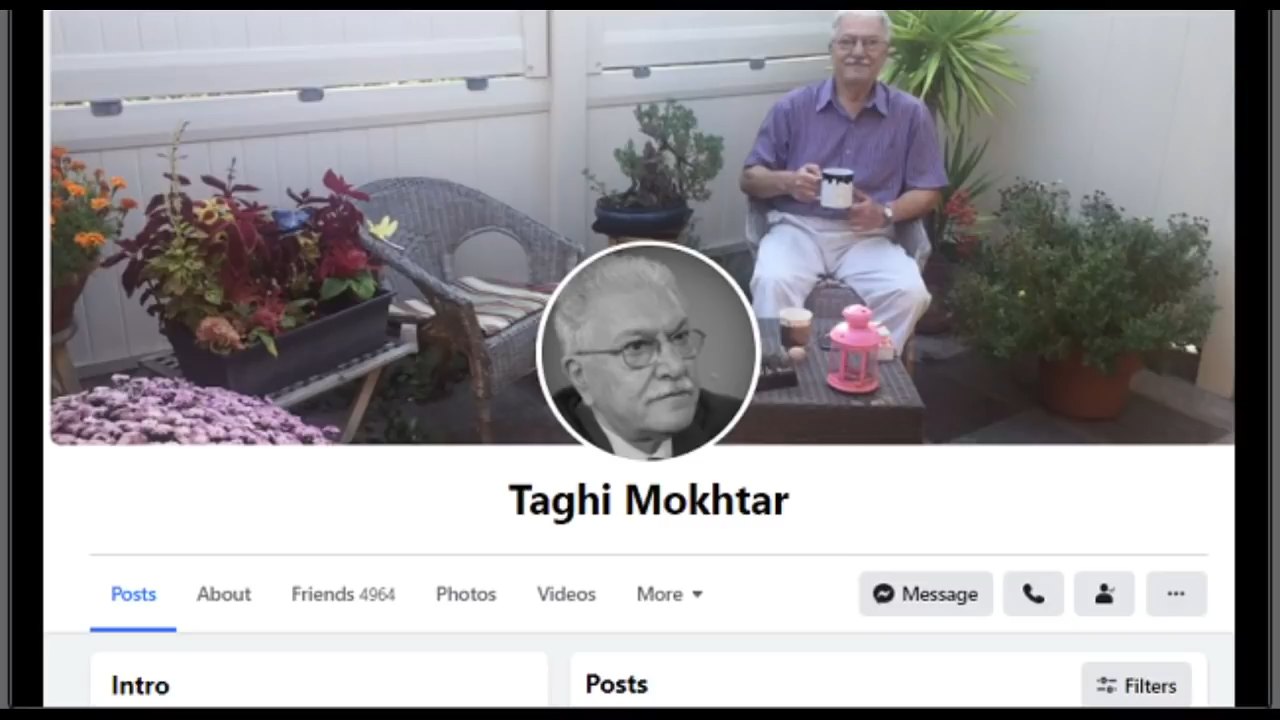 Taghi Mokhtar
Posts About Friends 4964 Photos Videos More Message
Intro
Posts Filters